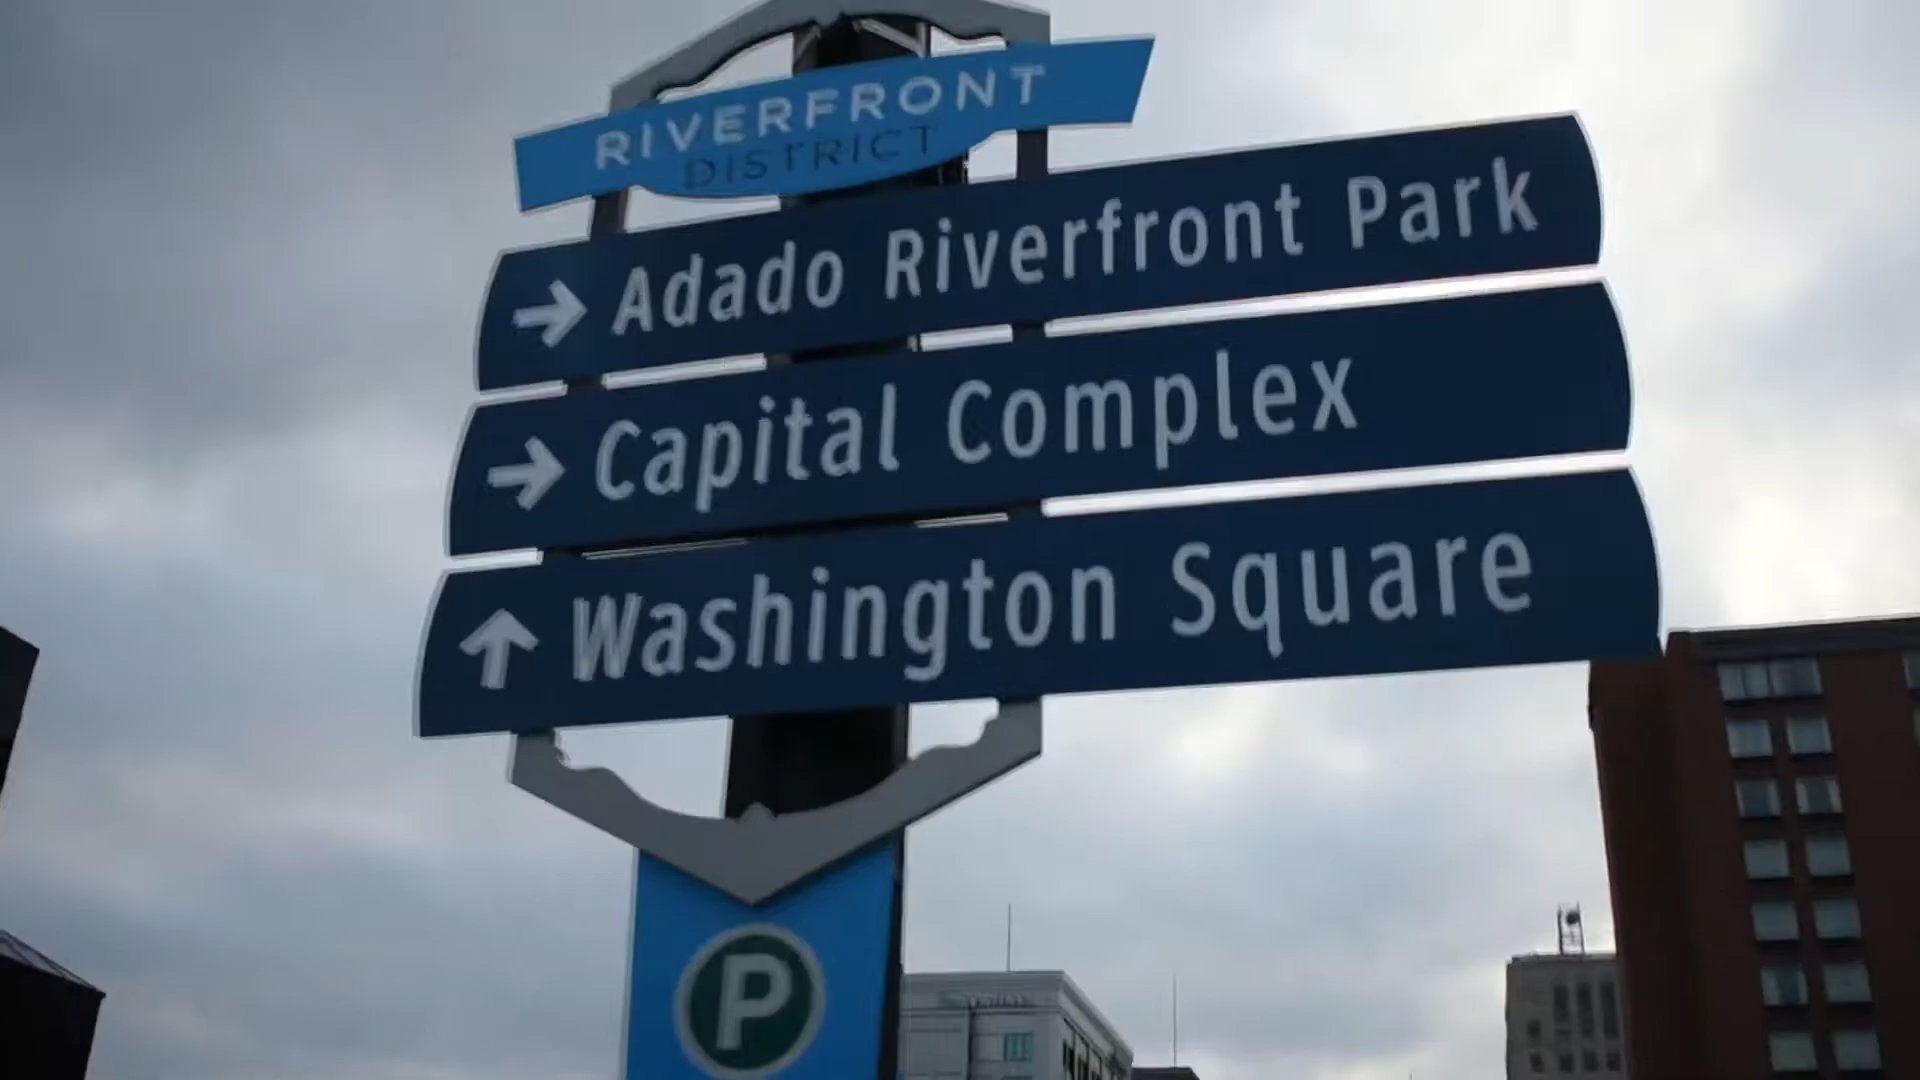 RIVERFRONT
DISTRICT
Adado Riverfront Park
Capital Complex
Washington Square
P